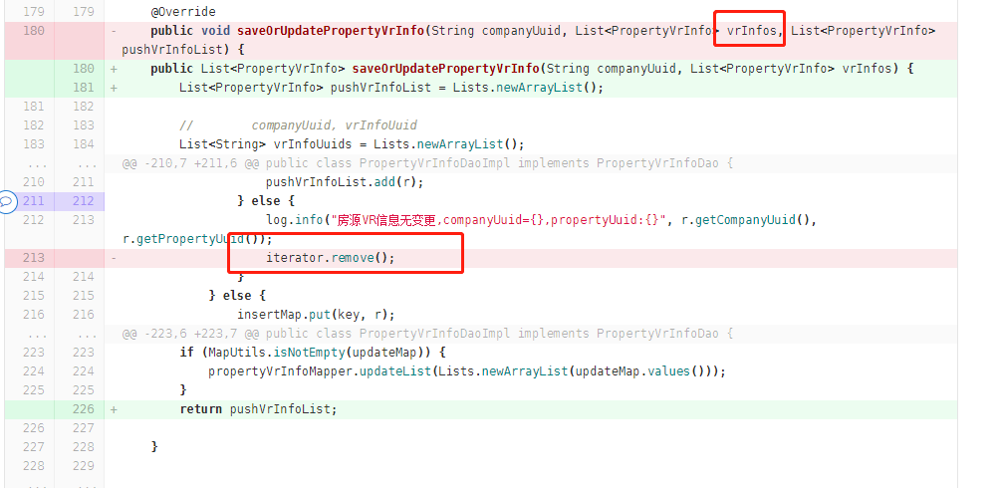 179 179 @Override
180 - public void saveOrUpdatePropertyVrInfo(String companyUuid, List<PropertyVrInfo> vrInfos, List<PropertyVrInfo>
pushVrInfoList) {
180 + public List<PropertyVrInfo> saveOrUpdatePropertyVrInfo(String companyUuid, List<PropertyVrInfo> vrInfos) {
181 + List<PropertyVrInfo> pushVrInfoList = Lists.newArrayList();
181 182
182 183 // companyUuid, vrInfoUuid
183 184 List<String> vrInfoUuids = Lists.newArrayList();
... ... @@ -210,7 +211,6 @@ public class PropertyVrInfoDaoImpl implements PropertyVrInfoDao {
210 211 pushVrInfoList.add(r);
211 212 } else {
212 213 log.info("房源VR信息无变更,companyUuid={},propertyUuid:{}", r.getCompanyUuid(),
r.getPropertyUuid());
213 - iterator.remove();
214 214 }
215 215 } else {
216 216 insertMap.put(key, r);
... ... @@ -223,6 +223,7 @@ public class PropertyVrInfoDaoImpl implements PropertyVrInfoDao {
223 223 if (MapUtils.isNotEmpty(updateMap)) {
224 224 propertyVrInfoMapper.updateList(Lists.newArrayList(updateMap.values()));
225 225 }
226 + return pushVrInfoList;
226 227
227 228 }
228 229